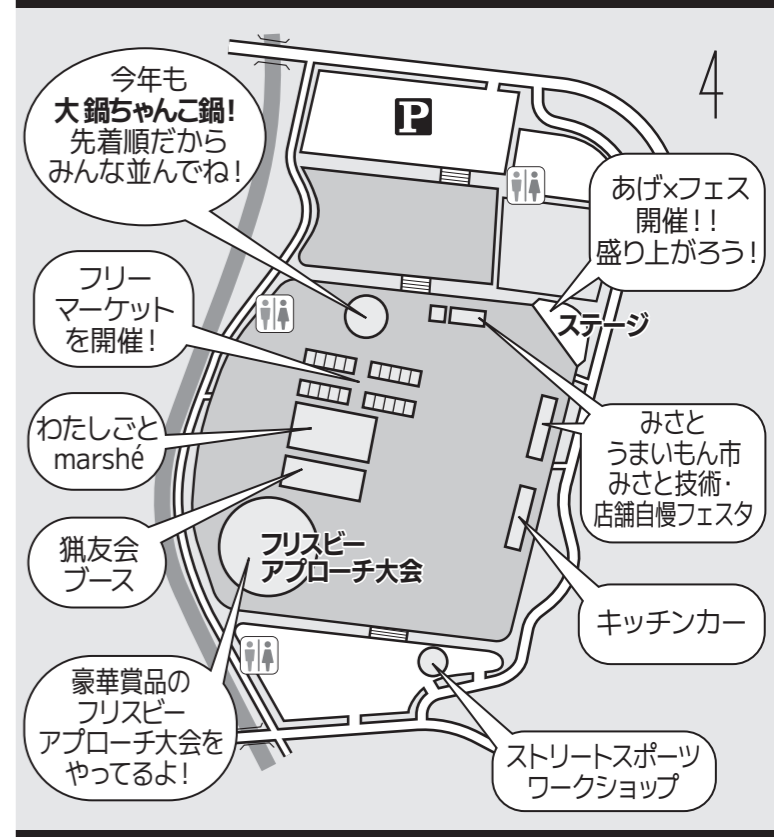 今年も
大鍋ちゃんこ鍋！
先着順だから
みんな並んでね！
P
4
あげ×フェス
開催！！
盛り上がろう！
フリー
マーケット
を開催！
ステージ
わたしごと
marshé
みさと
うまいもん市
みさと技術・
店舗自慢フェスタ
猟友会
ブース
フリスビー
アプローチ大会
キッチンカー
豪華賞品の
フリスビー
アプローチ大会を
やってるよ！
ストリートスポーツ
ワークショップ